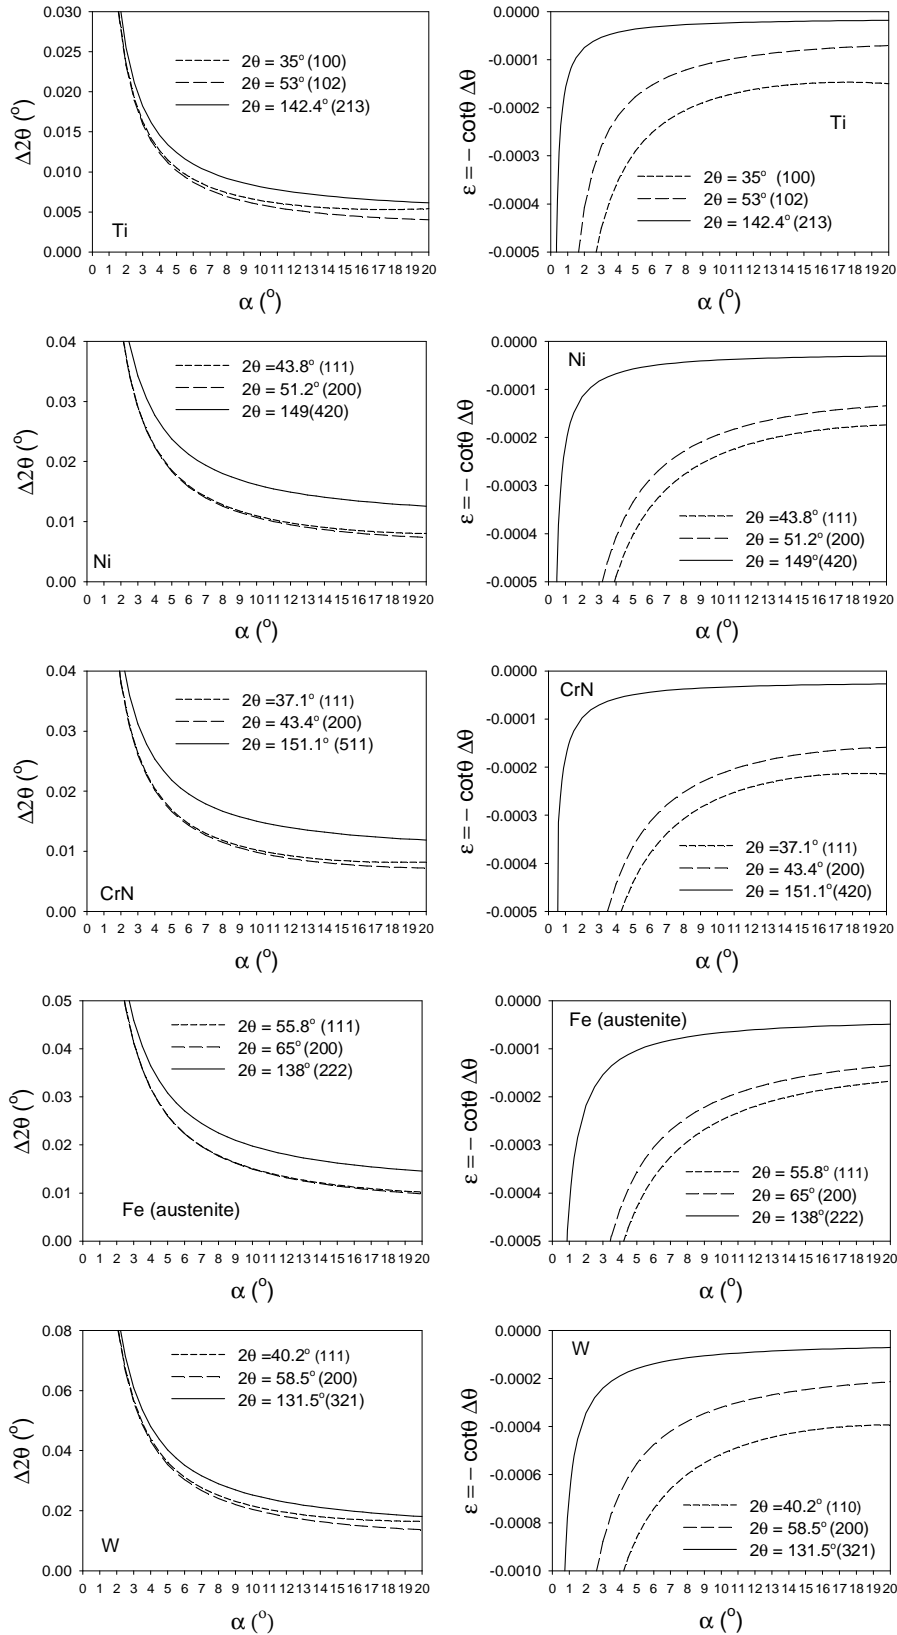 0.030
0.025
0.020
0.015
0.010
0.005
0.000
Δ2θ (°)
2θ = 35° (100)
2θ = 53° (102)
2θ = 142.4° (213)
Ti
0 1 2 3 4 5 6 7 8 9 10 11 12 13 14 15 16 17 18 19 20
α (°)
0.0000
-0.0001
-0.0002
-0.0003
-0.0004
-0.0005
ε = − cotθ Δθ
Ti
2θ = 35° (100)
2θ = 53° (102)
2θ = 142.4° (213)
0 1 2 3 4 5 6 7 8 9 10 11 12 13 14 15 16 17 18 19 20
α (°)
0.04
0.03
0.02
0.01
0.00
Δ2θ (°)
2θ =43.8° (111)
2θ = 51.2° (200)
2θ = 149(420)
Ni
0 1 2 3 4 5 6 7 8 9 10 11 12 13 14 15 16 17 18 19 20
α (°)
0.0000
-0.0001
-0.0002
-0.0003
-0.0004
-0.0005
ε = − cotθ Δθ
Ni
2θ =43.8° (111)
2θ = 51.2° (200)
2θ = 149°(420)
0 1 2 3 4 5 6 7 8 9 10 11 12 13 14 15 16 17 18 19 20
α (°)
0.04
0.03
0.02
0.01
0.00
Δ2θ (°)
2θ =37.1° (111)
2θ = 43.4° (200)
2θ = 151.1° (511)
CrN
0 1 2 3 4 5 6 7 8 9 10 11 12 13 14 15 16 17 18 19 20
α (°)
0.0000
-0.0001
-0.0002
-0.0003
-0.0004
-0.0005
ε = − cotθ Δθ
CrN
2θ =37.1° (111)
2θ = 43.4° (200)
2θ = 151.1°(420)
0 1 2 3 4 5 6 7 8 9 10 11 12 13 14 15 16 17 18 19 20
α (°)
0.05
0.04
0.03
0.02
0.01
0.00
Δ2θ (°)
2θ = 55.8° (111)
2θ = 65° (200)
2θ = 138° (222)
Fe (austenite)
0 1 2 3 4 5 6 7 8 9 10 11 12 13 14 15 16 17 18 19 20
α (°)
0.0000
-0.0001
-0.0002
-0.0003
-0.0004
-0.0005
ε = − cotθ Δθ
Fe (austenite)
2θ = 55.8° (111)
2θ = 65° (200)
2θ = 138°(222)
0 1 2 3 4 5 6 7 8 9 10 11 12 13 14 15 16 17 18 19 20
α (°)
0.08
0.06
0.04
0.02
0.00
Δ2θ (°)
2θ =40.2° (111)
2θ = 58.5° (200)
2θ = 131.5°(321)
W
0 1 2 3 4 5 6 7 8 9 10 11 12 13 14 15 16 17 18 19 20
α (°)
0.0000
-0.0002
-0.0004
-0.0006
-0.0008
-0.0010
ε = − cotθ Δθ
W
2θ =40.2° (110)
2θ = 58.5° (200)
2θ = 131.5°(321)
0 1 2 3 4 5 6 7 8 9 10 11 12 13 14 15 16 17 18 19 20
α (°)